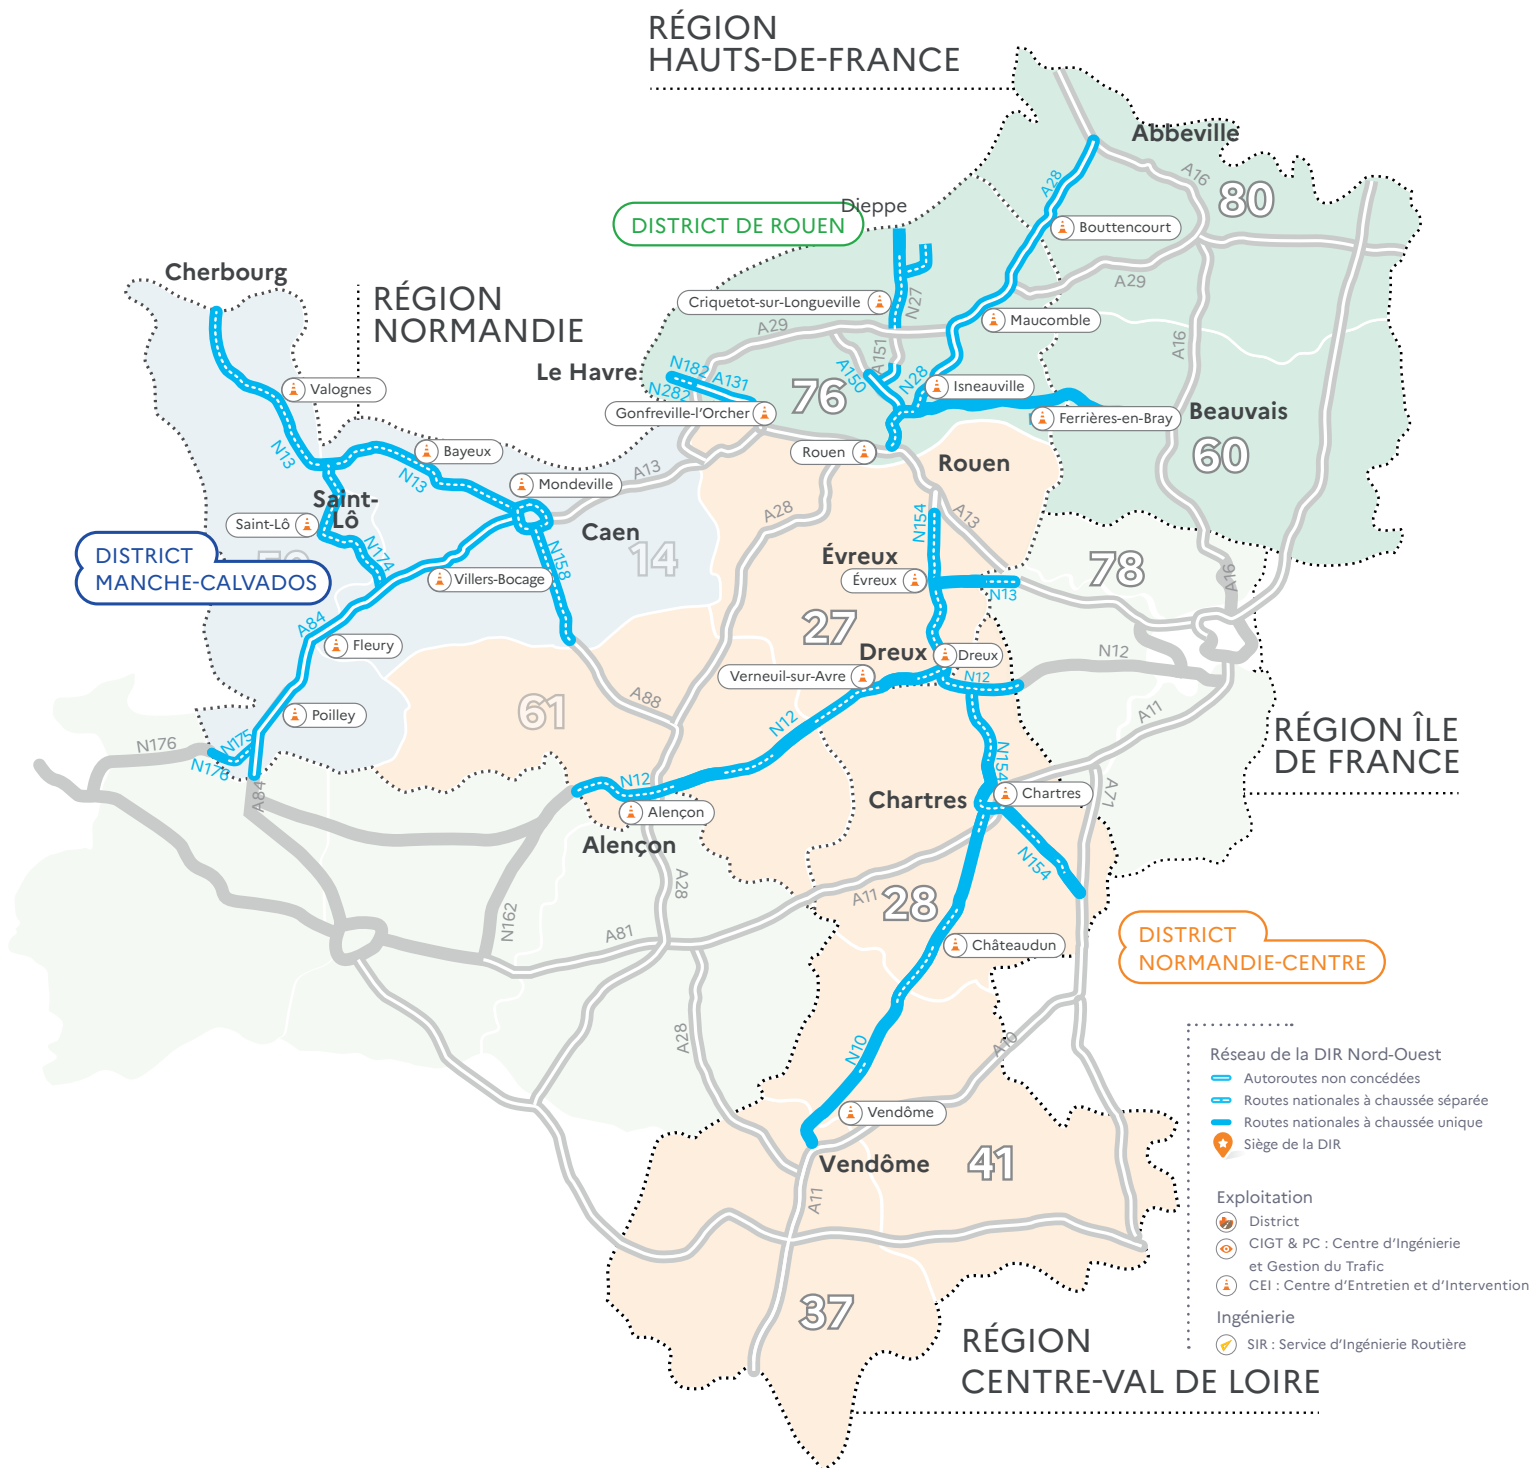 RÉGION
HAUTS-DE-FRANCE
Abbeville
A16
80
A28
Dieppe
DISTRICT DE ROUEN
Bouttencourt
Cherbourg
RÉGION
NORMANDIE
Criquetot-sur-Longueville
N27
A29
Maucomble
A29
A151
A16
Le Havre
N182 A131
N282
A150
N28
Valognes
76
Isneauville
Gonfreville-l'Orcher
Ferrières-en-Bray
Beauvais
60
N13
Bayeux
Rouen
Rouen
N13
Mondeville
A13
Saint-
Lô
Saint-Lô
A28
N154
A13
Caen
14
N174
N158
DISTRICT
MANCHE-CALVADOS
50
Villers-Bocage
Évreux
Évreux
N13
78
A16
A84
Fleury
27
Dreux
Dreux
N12
Verneuil-sur-Avre
N12
61
A88
N12
A11
Poilley
N176
N175
N176
A84
RÉGION ÎLE
DE FRANCE
N12
N154
Chartres
Chartres
A71
Alençon
Alençon
N154
A28
A11
28
N162
A81
Châteaudun
DISTRICT
NORMANDIE-CENTRE
A28
N10
A10
Vendôme
Vendôme
41
A11
37
RÉGION
CENTRE-VAL DE LOIRE
Réseau de la DIR Nord-Ouest
Autoroutes non concédées
Routes nationales à chaussée séparée
Routes nationales à chaussée unique
Siège de la DIR
Exploitation
District
CIGT & PC : Centre d'Ingénierie
et Gestion du Trafic
CEI : Centre d'Entretien et d'Intervention
Ingénierie
SIR : Service d'Ingénierie Routière